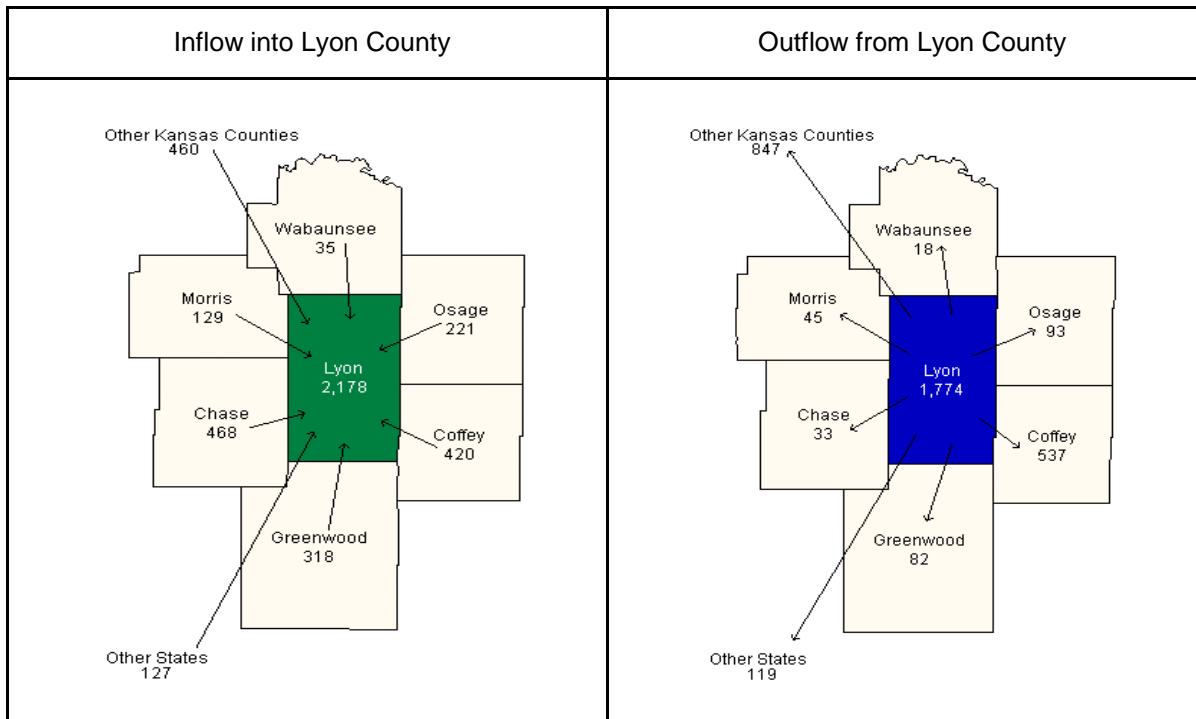 Inflow into Lyon County
Outflow from Lyon County
Other Kansas Counties
460
Wabaunsee
35
Morris
129
Osage
221
Lyon
2,178
Chase
468
Coffey
420
Greenwood
318
Other States
127
Other Kansas Counties
847
Wabaunsee
18
Morris
45
Osage
93
Lyon
1,774
Chase
33
Coffey
537
Greenwood
82
Other States
119